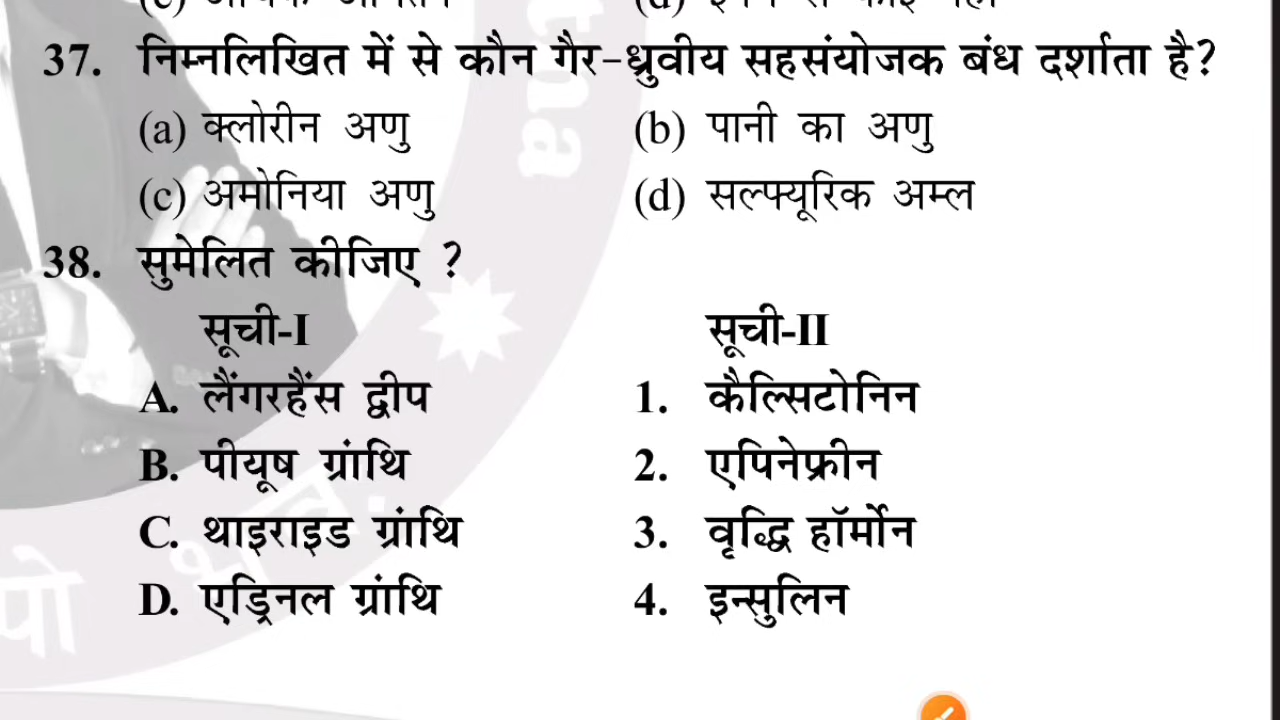 37. निम्नलिखित में से कौन गैर-ध्रुवीय सहसंयोजक बंध दर्शाता है?
(a) क्लोरीन अणु (b) पानी का अणु
(c) अमोनिया अणु (d) सल्फ्यूरिक अम्ल
38. सुमेलित कीजिए ?
सूची-I सूची-II
A. लैंगरहैंस द्वीप 1. कैल्सिटोनिन
B. पीयूष ग्रांथि 2. एपिनेफ्रीन
C. थाइराइड ग्रांथि 3. वृद्धि हॉर्मोन
D. एड्रिनल ग्रांथि 4. इन्सुलिन